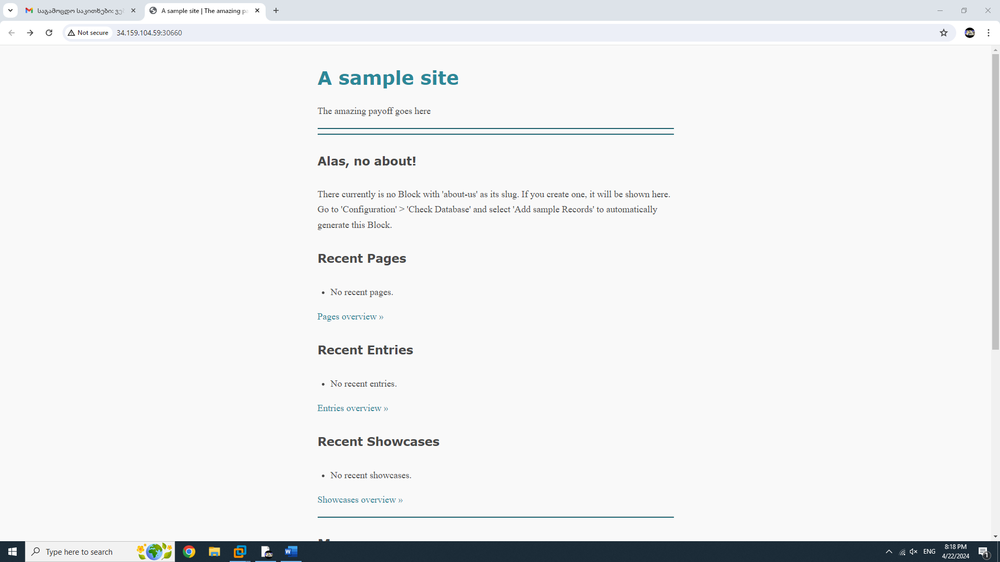 საგამოცდო საკითხები: ვე
A sample site | The amazing pa
Not secure
34.159.104.59:30660
A sample site
The amazing payoff goes here
Alas, no about!
There currently is no Block with 'about-us' as its slug. If you create one, it will be shown here.
Go to 'Configuration' > 'Check Database' and select 'Add sample Records' to automatically
generate this Block.
Recent Pages
No recent pages.
Pages overview »
Recent Entries
No recent entries.
Entries overview »
Recent Showcases
No recent showcases.
Showcases overview »
Type here to search
ENG
8:18 PM
4/22/2024
1